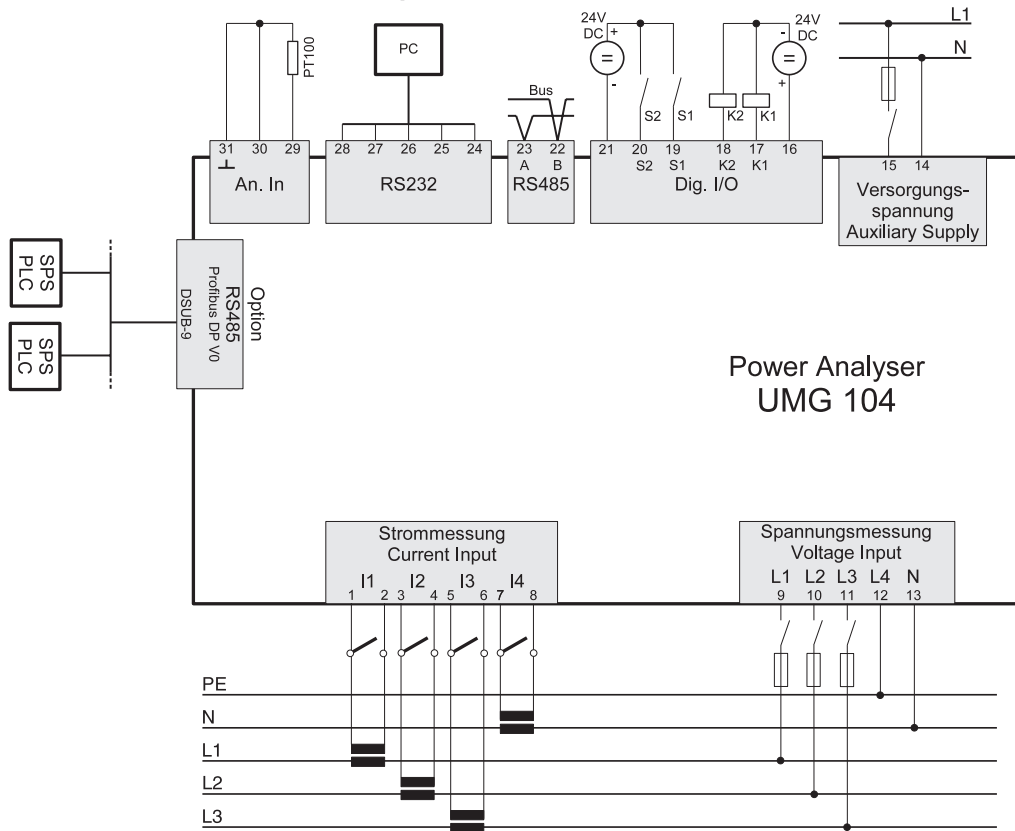 24V
DC
+
-
24V
DC
-
+
L1
N
PT100
PC
Bus
S2
S1
K2
K1
31
30
29
28
27
26
25
24
23
22
21
20
19
18
17
16
15
14
A
B
S2
S1
K2
K1
An. In
RS232
RS485
Dig. I/O
Versorgungs-
spannung
Auxiliary Supply
SPS
PLC
SPS
PLC
Option
RS485
Profibus DP V0
DSUB-9
Power Analyser
UMG 104
Strommessung
Current Input
I1
I2
I3
I4
1
2
3
4
5
6
7
8
Spannungsmessung
Voltage Input
L1
L2
L3
L4
N
9
10
11
12
13
PE
N
L1
L2
L3